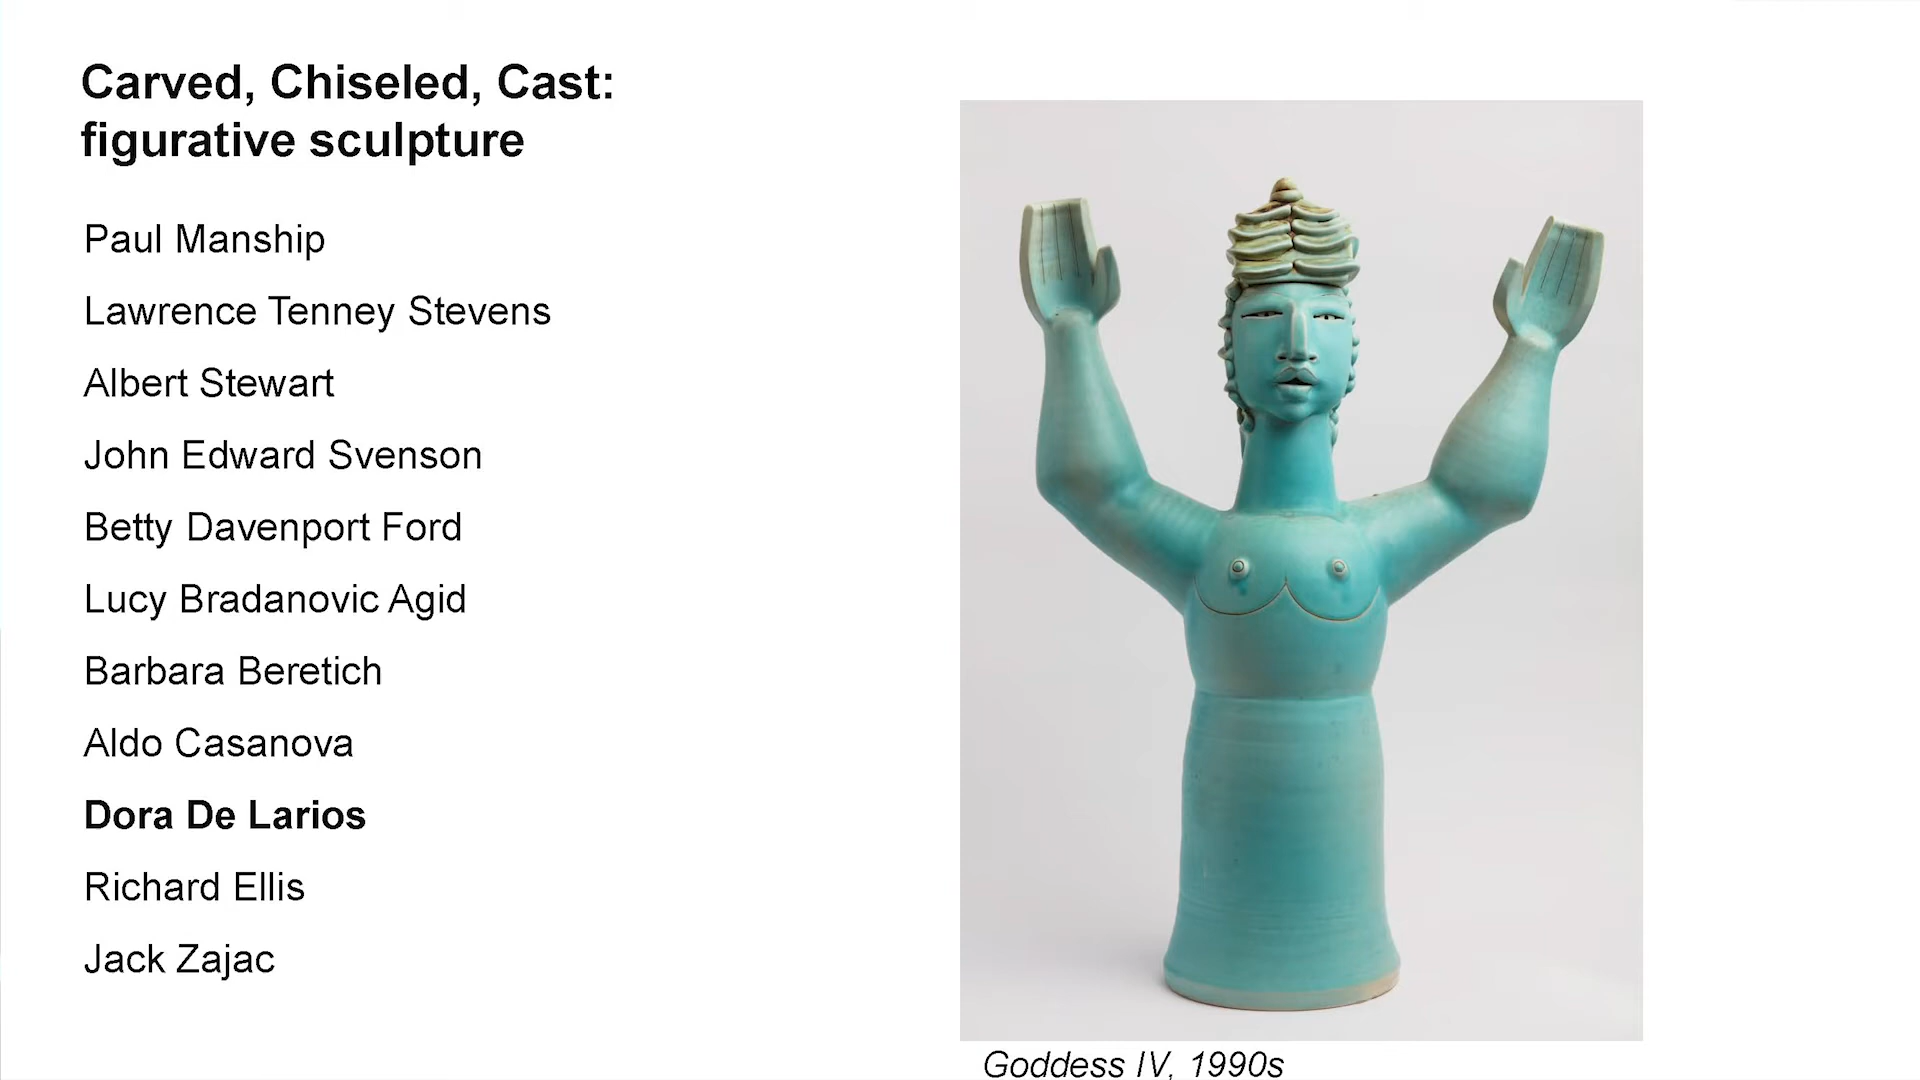 Carved, Chiseled, Cast:
figurative sculpture
Paul Manship
Lawrence Tenney Stevens
Albert Stewart
John Edward Svenson
Betty Davenport Ford
Lucy Bradanovic Agid
Barbara Beretich
Aldo Casanova
Dora De Larios
Richard Ellis
Jack Zajac
Goddess IV, 1990s